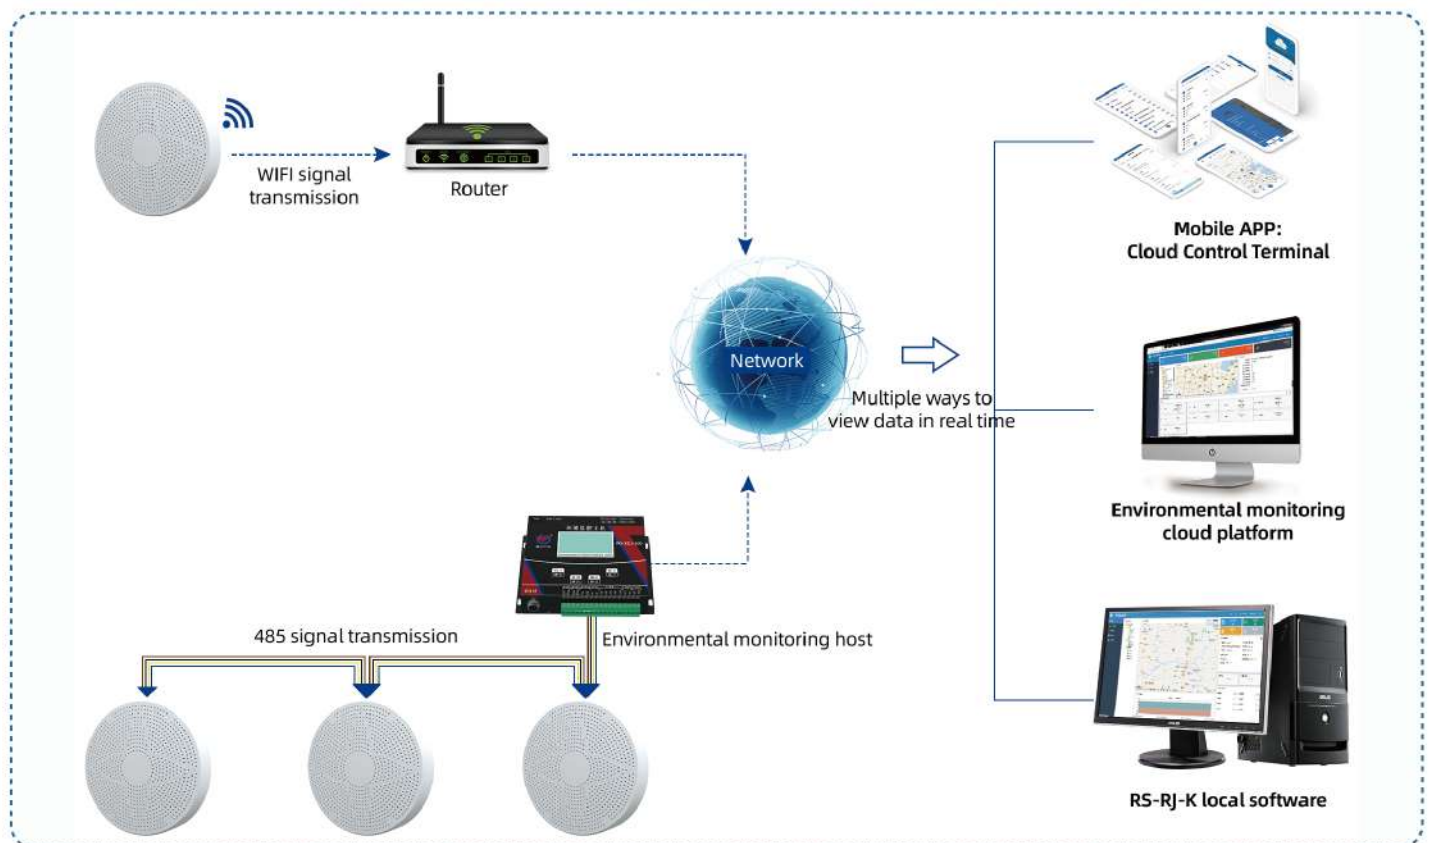 WIFI signal
transmission
Router
Mobile APP:
Cloud Control Terminal
Network
Multiple ways to
view data in real time
Environmental monitoring
cloud platform
485 signal transmission
Environmental monitoring host
RS-RJ-K local software